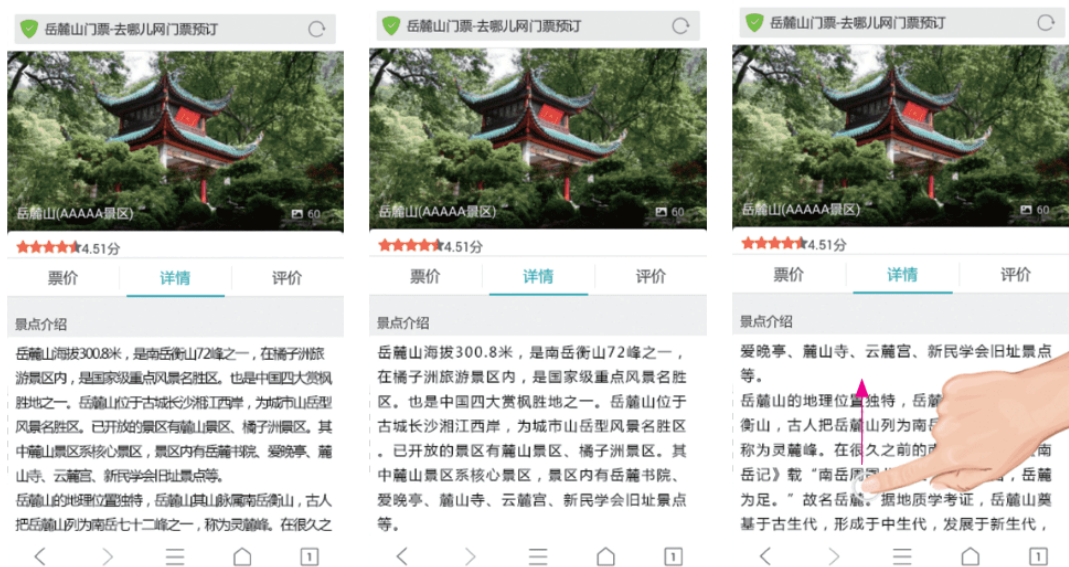 岳麓山门票-去哪儿网门票预订
岳麓山(AAAAA景区)
60
4.51分
票价
详情
评价
景点介绍
岳麓山海拔300.8米，是南岳衡山72峰之一，在橘子洲旅
游景区内，是国家级重点风景名胜区。也是中国四大赏枫
胜地之一。岳麓山位于古城长沙湘江西岸，为城市山岳型
风景名胜区。已开放的景区有麓山景区、橘子洲景区。其
中麓山景区系核心景区，景区内有岳麓书院、爱晚亭、麓
山寺、云麓宫、新民学会旧址景点等。
岳麓山的地理位置独特，岳麓山其山脉属南岳衡山，古人
把岳麓山列为南岳七十二峰之一，称为灵麓峰。在很久之
1
岳麓山门票-去哪儿网门票预订
岳麓山(AAAAA景区)
60
4.51分
票价
详情
评价
景点介绍
岳麓山海拔300.8米，是南岳衡山72峰之一，
在橘子洲旅游景区内，是国家级重点风景名胜
区。也是中国四大赏枫胜地之一。岳麓山位于
古城长沙湘江西岸，为城市山岳型风景名胜区
。已开放的景区有麓山景区、橘子洲景区。其
中麓山景区系核心景区，景区内有岳麓书院、
爱晚亭、麓山寺、云麓宫、新民学会旧址景点
等。
1
岳麓山门票-去哪儿网门票预订
岳麓山(AAAAA景区)
60
4.51分
票价
详情
评价
景点介绍
爱晚亭、麓山寺、云麓宫、新民学会旧址景点
等。
岳麓山的地理位置独特，岳麓
衡山，古人把岳麓山列为南岳
称为灵麓峰。在很久之前的 南
岳记》载“南岳周围 ，岳麓
为足。”故名岳麓。据地质学考证，岳麓山奠
基于古生代，形成于中生代，发展于新生代，
1